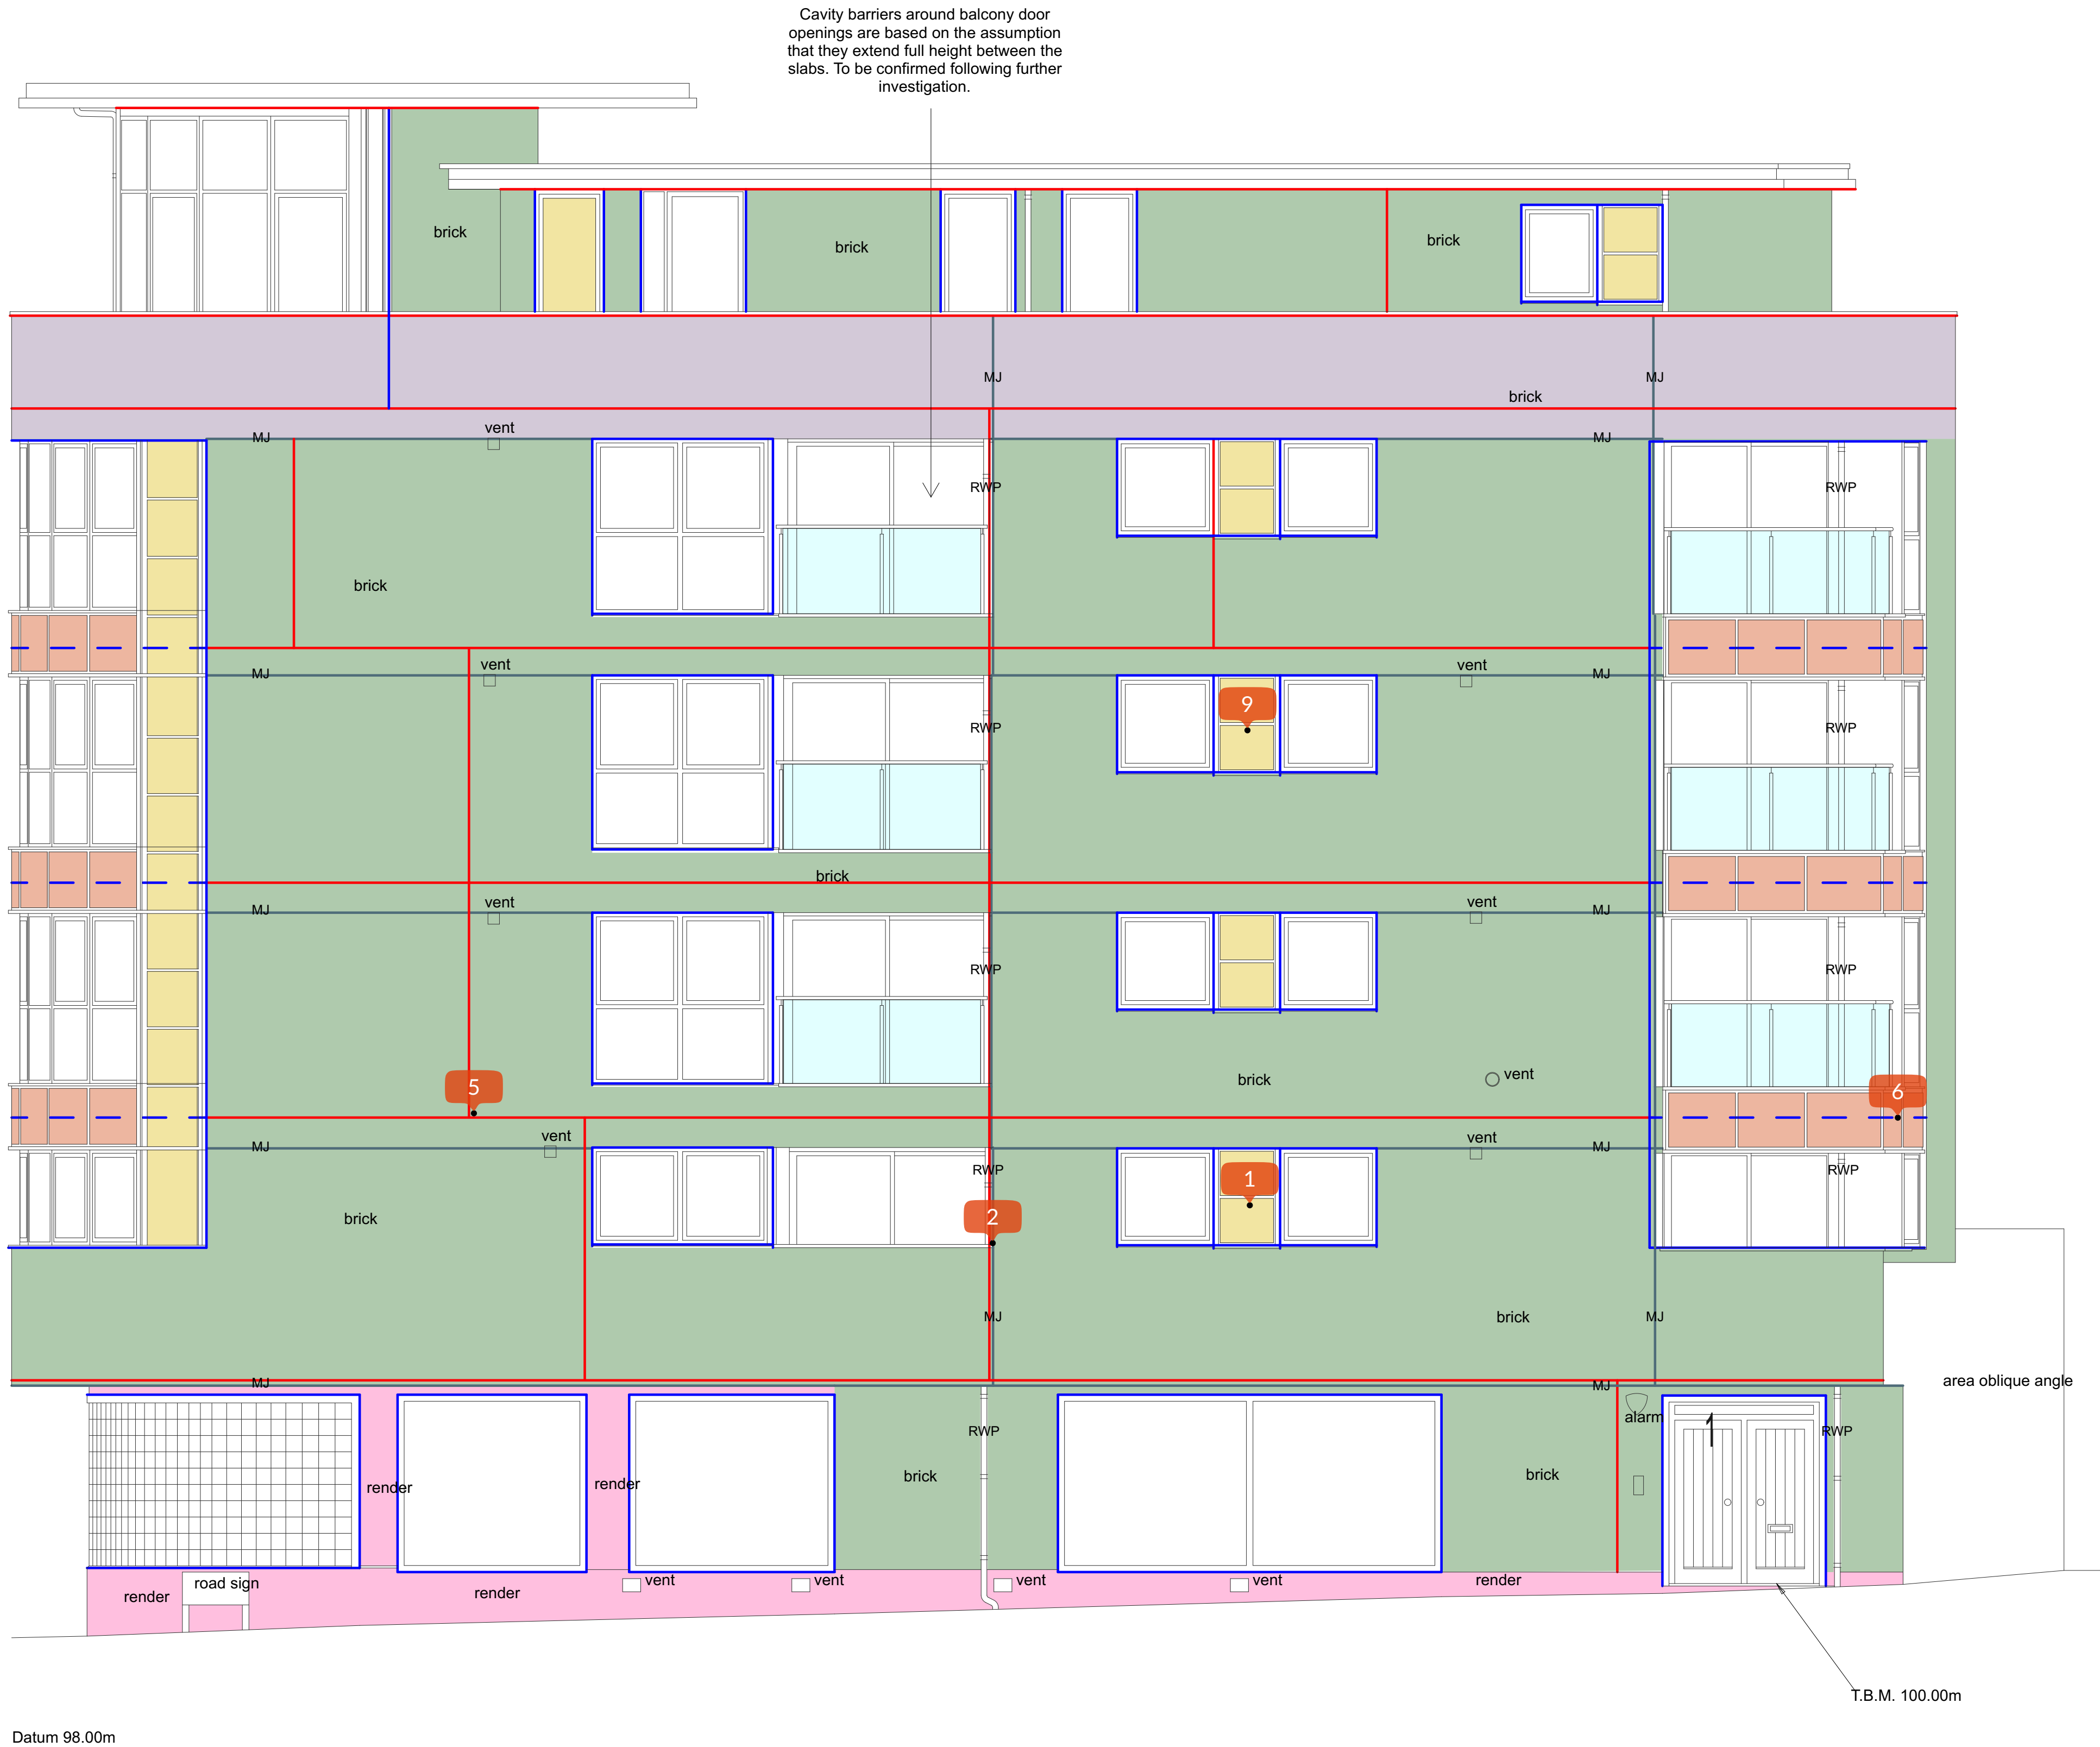 Cavity barriers around balcony door
openings are based on the assumption
that they extend full height between the
slabs. To be confirmed following further
investigation.
brick
brick
brick
MJ
MJ
brick
vent
MJ
MJ
RWP
RWP
brick
vent
vent
MJ
MJ
9
RWP
RWP
brick
vent
vent
MJ
MJ
RWP
RWP
5
brick
vent
6
vent
vent
MJ
MJ
RWP
1
RWP
2
brick
MJ
brick
MJ
area oblique angle
MJ
MJ
alarm
1
RWP
RWP
render
render
brick
brick
road sign
render
render
vent
vent
vent
vent
render
T.B.M. 100.00m
Datum 98.00m